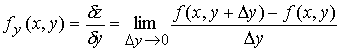 f_y(x, y) = δz/δy = lim_{Δy→0} (f(x, y + Δy) − f(x, y))/Δy